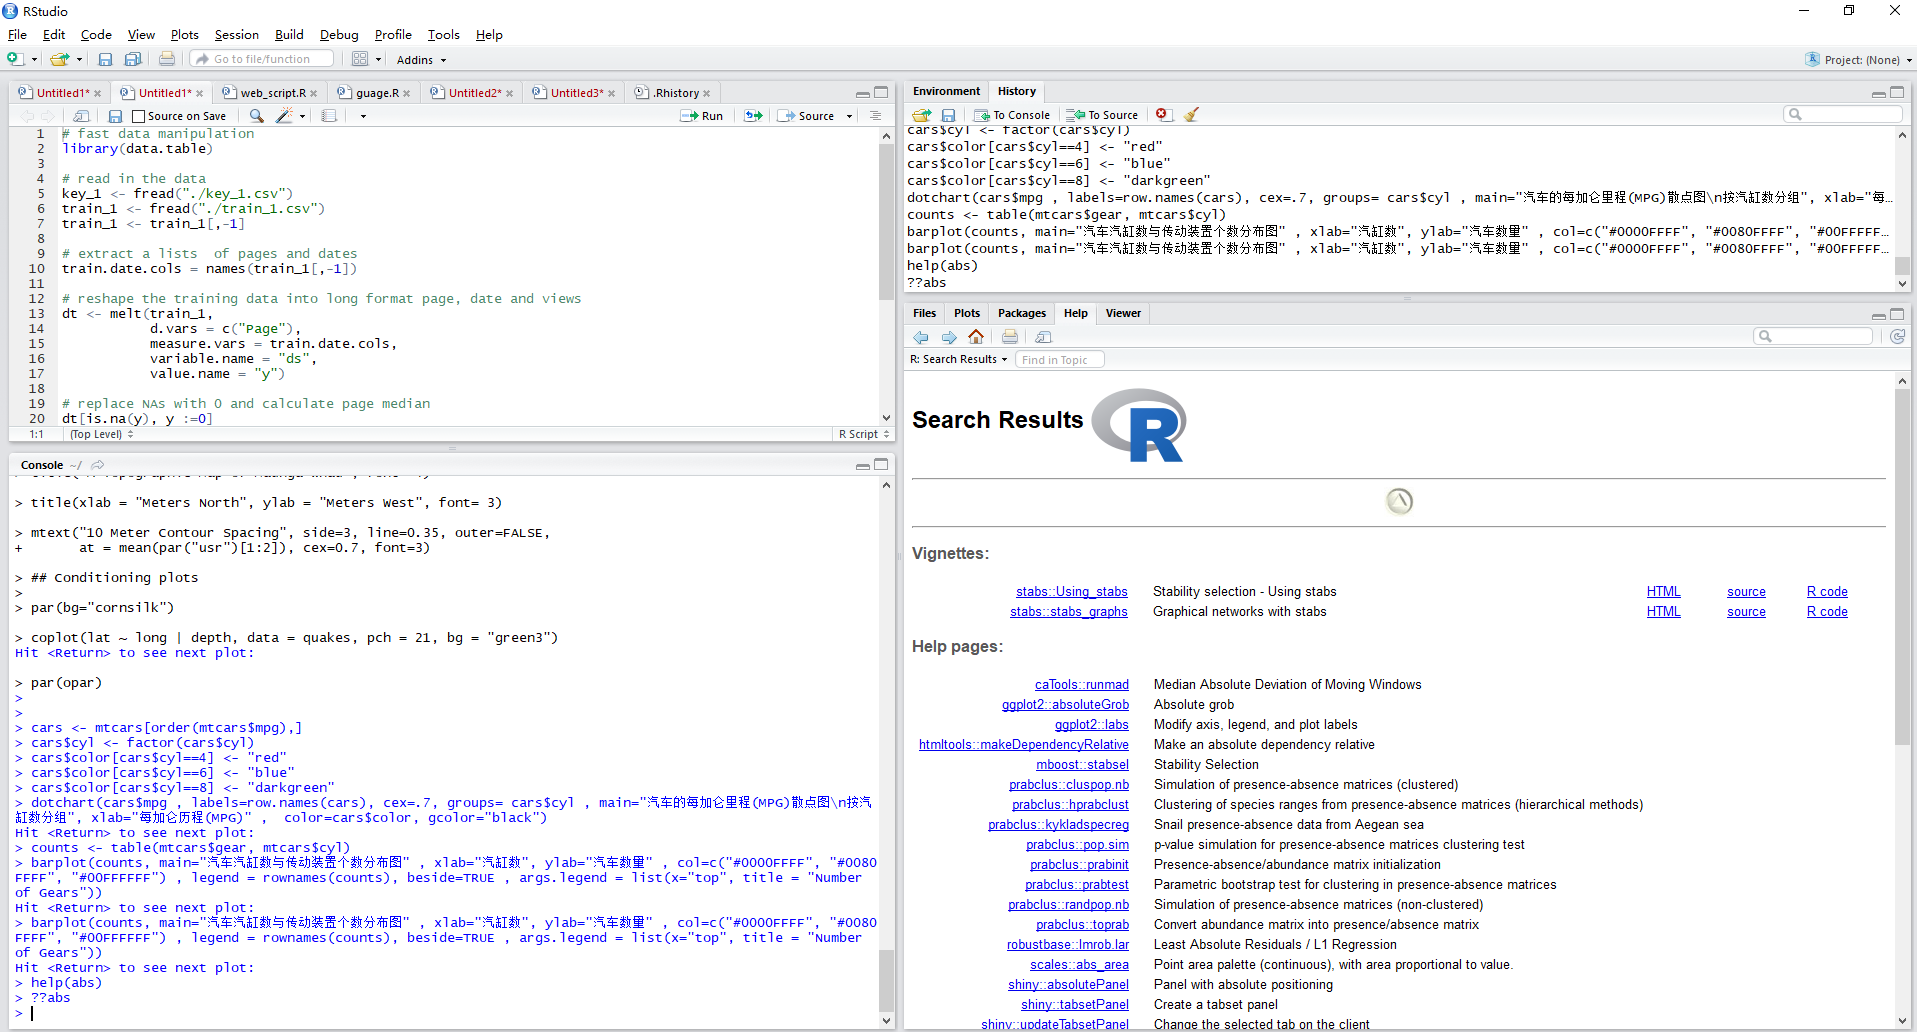 RStudio
File Edit Code View Plots Session Build Debug Profile Tools Help
Go to file/function Addins Project: (None)
Untitled1* Untitled1* web_script.R guage.R Untitled2* Untitled3* .Rhistory
Source on Save Run Source
1 # fast data manipulation
2 library(data.table)
3
4 # read in the data
5 key_1 <- fread("./key_1.csv")
6 train_1 <- fread("./train_1.csv")
7 train_1 <- train_1[,-1]
8
9 # extract a lists  of pages and dates
10 train.date.cols = names(train_1[,-1])
11
12 # reshape the training data into long format page, date and views
13 dt <- melt(train_1,
14 d.vars = c("Page"),
15 measure.vars = train.date.cols,
16 variable.name = "ds",
17 value.name = "y")
18
19 # replace NAs with 0 and calculate page median
20 dt[is.na(y), y :=0]
1:1 (Top Level) R Script
Console ~/
> title(xlab = "Meters North", ylab = "Meters West", font= 3)
> mtext("10 Meter Contour Spacing", side=3, line=0.35, outer=FALSE,
+       at = mean(par("usr")[1:2]), cex=0.7, font=3)
> ## Conditioning plots
>
> par(bg="cornsilk")
> coplot(lat ~ long | depth, data = quakes, pch = 21, bg = "green3")
Hit <Return> to see next plot:
> par(opar)
>
>
> cars <- mtcars[order(mtcars$mpg),]
> cars$cyl <- factor(cars$cyl)
> cars$color[cars$cyl==4] <- "red"
> cars$color[cars$cyl==6] <- "blue"
> cars$color[cars$cyl==8] <- "darkgreen"
> dotchart(cars$mpg , labels=row.names(cars), cex=.7, groups= cars$cyl , main="汽车的每加仑里程(MPG)散点图\n按汽
缸数分组", xlab="每加仑历程(MPG)" ,  color=cars$color, gcolor="black")
Hit <Return> to see next plot:
> counts <- table(mtcars$gear, mtcars$cyl)
> barplot(counts, main="汽车汽缸数与传动装置个数分布图" , xlab="汽缸数", ylab="汽车数量" , col=c("#0000FFFF", "#0080
FFFF", "#00FFFFFF") , legend = rownames(counts), beside=TRUE , args.legend = list(x="top", title = "Number
of Gears"))
Hit <Return> to see next plot:
> barplot(counts, main="汽车汽缸数与传动装置个数分布图" , xlab="汽缸数", ylab="汽车数量" , col=c("#0000FFFF", "#0080
FFFF", "#00FFFFFF") , legend = rownames(counts), beside=TRUE , args.legend = list(x="top", title = "Number
of Gears"))
Hit <Return> to see next plot:
> help(abs)
> ??abs
>
Environment History
To Console To Source
cars$cyl <- factor(cars$cyl)
cars$color[cars$cyl==4] <- "red"
cars$color[cars$cyl==6] <- "blue"
cars$color[cars$cyl==8] <- "darkgreen"
dotchart(cars$mpg , labels=row.names(cars), cex=.7, groups= cars$cyl , main="汽车的每加仑里程(MPG)散点图\n按汽缸数分组", xlab="每…
counts <- table(mtcars$gear, mtcars$cyl)
barplot(counts, main="汽车汽缸数与传动装置个数分布图" , xlab="汽缸数", ylab="汽车数量" , col=c("#0000FFFF", "#0080FFFF", "#00FFFFFF…
barplot(counts, main="汽车汽缸数与传动装置个数分布图" , xlab="汽缸数", ylab="汽车数量" , col=c("#0000FFFF", "#0080FFFF", "#00FFFFFF…
help(abs)
??abs
Files Plots Packages Help Viewer
R: Search Results Find in Topic
Search Results R
Vignettes:
stabs::Using_stabs Stability selection - Using stabs HTML source R code
stabs::stabs_graphs Graphical networks with stabs HTML source R code
Help pages:
caTools::runmad Median Absolute Deviation of Moving Windows
ggplot2::absoluteGrob Absolute grob
ggplot2::labs Modify axis, legend, and plot labels
htmltools::makeDependencyRelative Make an absolute dependency relative
mboost::stabsel Stability Selection
prabclus::cluspop.nb Simulation of presence-absence matrices (clustered)
prabclus::hprabclust Clustering of species ranges from presence-absence matrices (hierarchical methods)
prabclus::kykladspecreg Snail presence-absence data from Aegean sea
prabclus::pop.sim p-value simulation for presence-absence matrices clustering test
prabclus::prabinit Presence-absence/abundance matrix initialization
prabclus::prabtest Parametric bootstrap test for clustering in presence-absence matrices
prabclus::randpop.nb Simulation of presence-absence matrices (non-clustered)
prabclus::toprab Convert abundance matrix into presence/absence matrix
robustbase::lmrob.lar Least Absolute Residuals / L1 Regression
scales::abs_area Point area palette (continuous), with area proportional to value.
shiny::absolutePanel Panel with absolute positioning
shiny::tabsetPanel Create a tabset panel
shiny::updateTabsetPanel Change the selected tab on the client